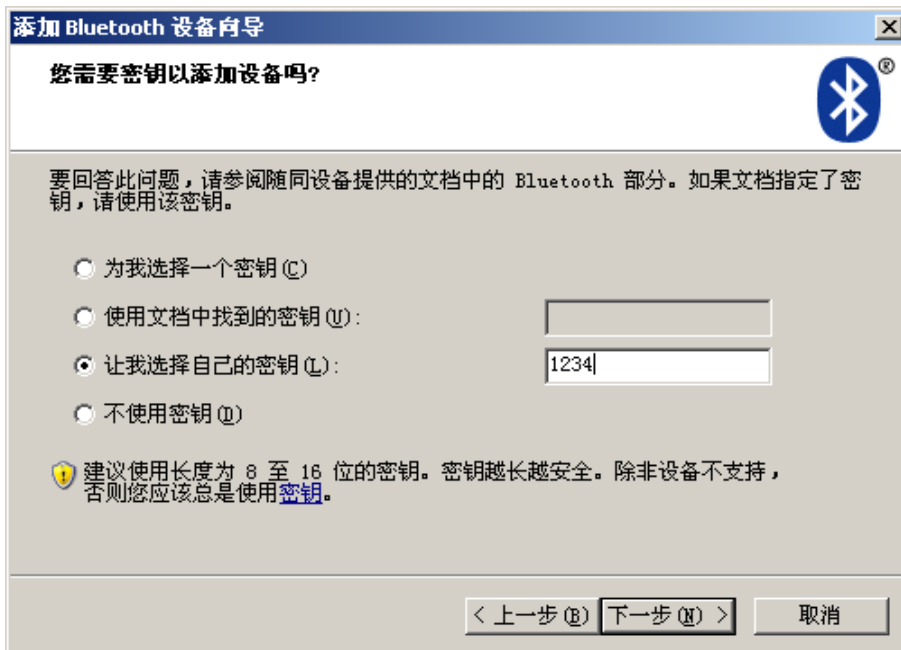 添加 Bluetooth 设备向导
您需要密钥以添加设备吗?
®
要回答此问题，请参阅随同设备提供的文档中的 Bluetooth 部分。如果文档指定了密
钥，请使用该密钥。
为我选择一个密钥(C)
使用文档中找到的密钥(U):
让我选择自己的密钥(L): 1234
不使用密钥(D)
建议使用长度为 8 至 16 位的密钥。密钥越长越安全。除非设备不支持，
否则您应该总是使用密钥。
< 上一步(B) 下一步(N) > 取消